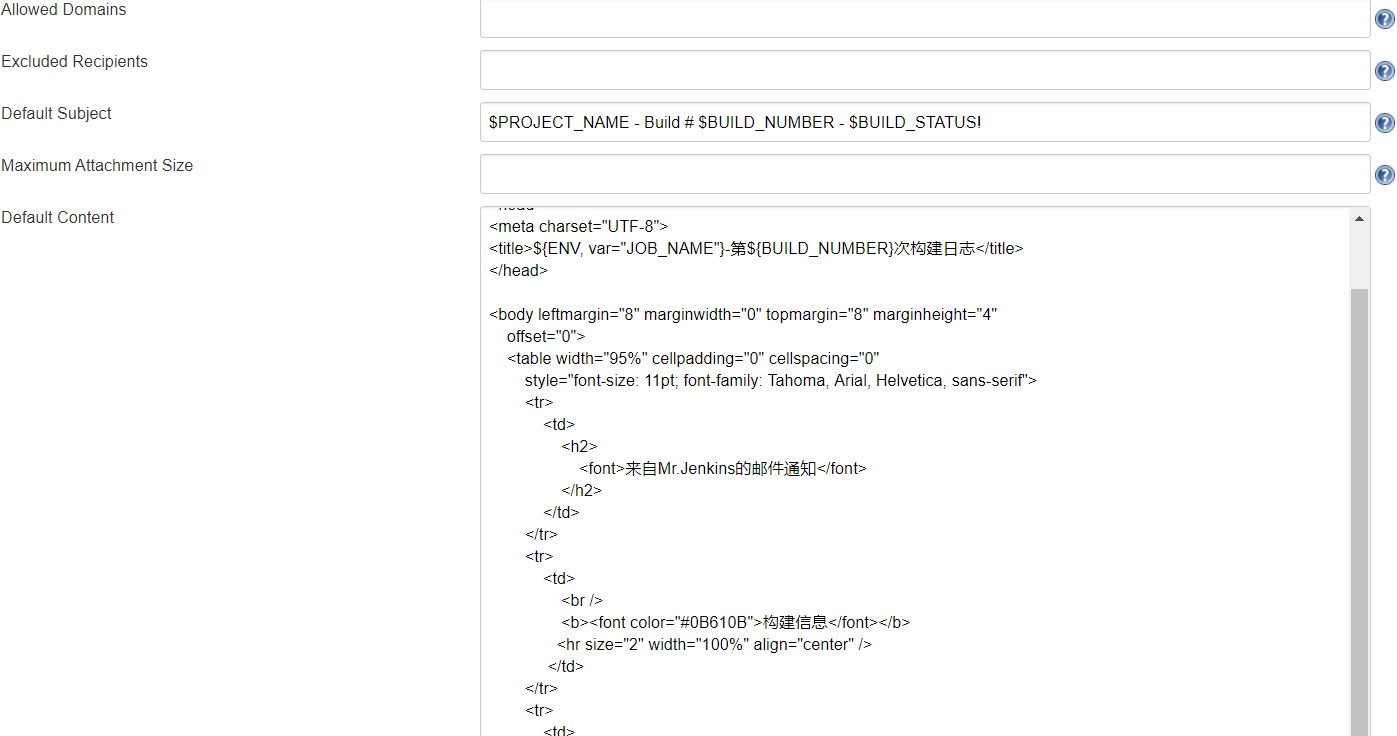 Allowed Domains
Excluded Recipients
Default Subject
$PROJECT_NAME - Build # $BUILD_NUMBER - $BUILD_STATUS!
Maximum Attachment Size
Default Content
<meta charset="UTF-8">
<title>${ENV, var="JOB_NAME"}-第${BUILD_NUMBER}次构建日志</title>
</head>
<body leftmargin="8" marginwidth="0" topmargin="8" marginheight="4"
offset="0">
<table width="95%" cellpadding="0" cellspacing="0"
style="font-size: 11pt; font-family: Tahoma, Arial, Helvetica, sans-serif">
<tr>
<td>
<h2>
<font>来自Mr.Jenkins的邮件通知</font>
</h2>
</td>
</tr>
<tr>
<td>
<br />
<b><font color="#0B610B">构建信息</font></b>
<hr size="2" width="100%" align="center" />
</td>
</tr>
<tr>
<td>